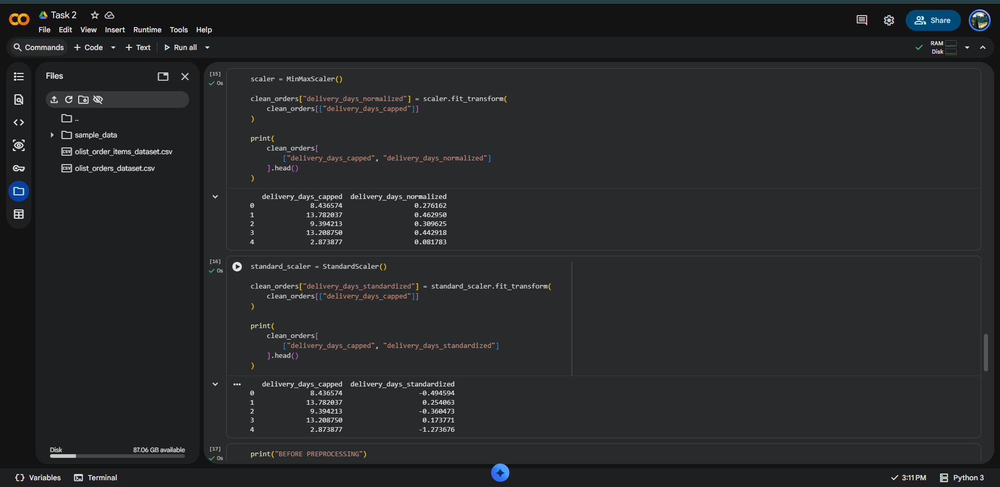 Task 2
File Edit View Insert Runtime Tools Help
Share
Commands + Code + Text Run all
RAM
Disk
Files
..
sample_data
CSV olist_order_items_dataset.csv
CSV olist_orders_dataset.csv
Disk 87.06 GB available
[15]
0s
scaler = MinMaxScaler()
clean_orders["delivery_days_normalized"] = scaler.fit_transform(
clean_orders[["delivery_days_capped"]]
)
print(
clean_orders[
["delivery_days_capped", "delivery_days_normalized"]
].head()
)
delivery_days_capped delivery_days_normalized
0 8.436574 0.276162
1 13.782037 0.462950
2 9.394213 0.309625
3 13.208750 0.442918
4 2.873877 0.081783
[16]
0s
standard_scaler = StandardScaler()
clean_orders["delivery_days_standardized"] = standard_scaler.fit_transform(
clean_orders[["delivery_days_capped"]]
)
print(
clean_orders[
["delivery_days_capped", "delivery_days_standardized"]
].head()
)
delivery_days_capped delivery_days_standardized
0 8.436574 -0.494594
1 13.782037 0.254063
2 9.394213 -0.360473
3 13.208750 0.173771
4 2.873877 -1.273676
[17]
0s
print("BEFORE PREPROCESSING")
{} Variables Terminal
3:11 PM Python 3